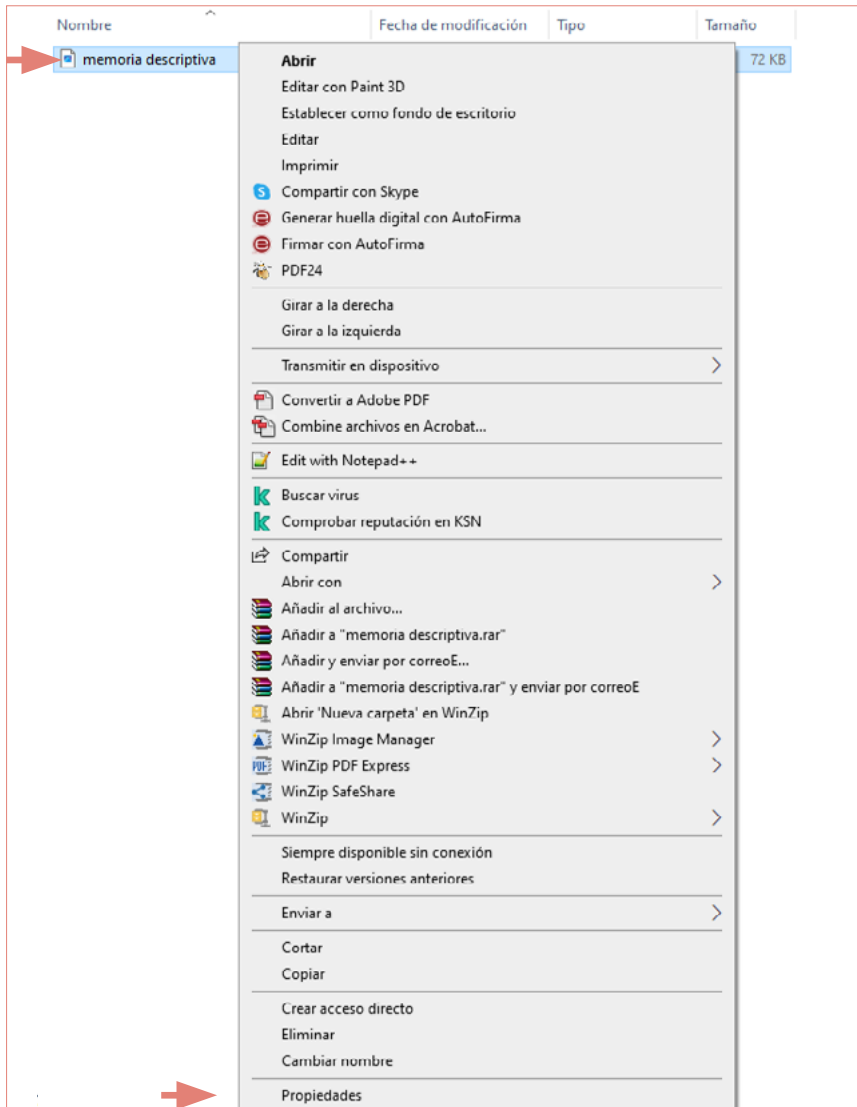 Nombre Fecha de modificación Tipo Tamaño
memoria descriptiva 72 KB
Abrir
Editar con Paint 3D
Establecer como fondo de escritorio
Editar
Imprimir
Compartir con Skype
Generar huella digital con AutoFirma
Firmar con AutoFirma
PDF24
Girar a la derecha
Girar a la izquierda
Transmitir en dispositivo
Convertir a Adobe PDF
Combine archivos en Acrobat...
Edit with Notepad++
Buscar virus
Comprobar reputación en KSN
Compartir
Abrir con
Añadir al archivo...
Añadir a "memoria descriptiva.rar"
Añadir y enviar por correoE...
Añadir a "memoria descriptiva.rar" y enviar por correoE
Abrir 'Nueva carpeta' en WinZip
WinZip Image Manager
WinZip PDF Express
WinZip SafeShare
WinZip
Siempre disponible sin conexión
Restaurar versiones anteriores
Enviar a
Cortar
Copiar
Crear acceso directo
Eliminar
Cambiar nombre
Propiedades